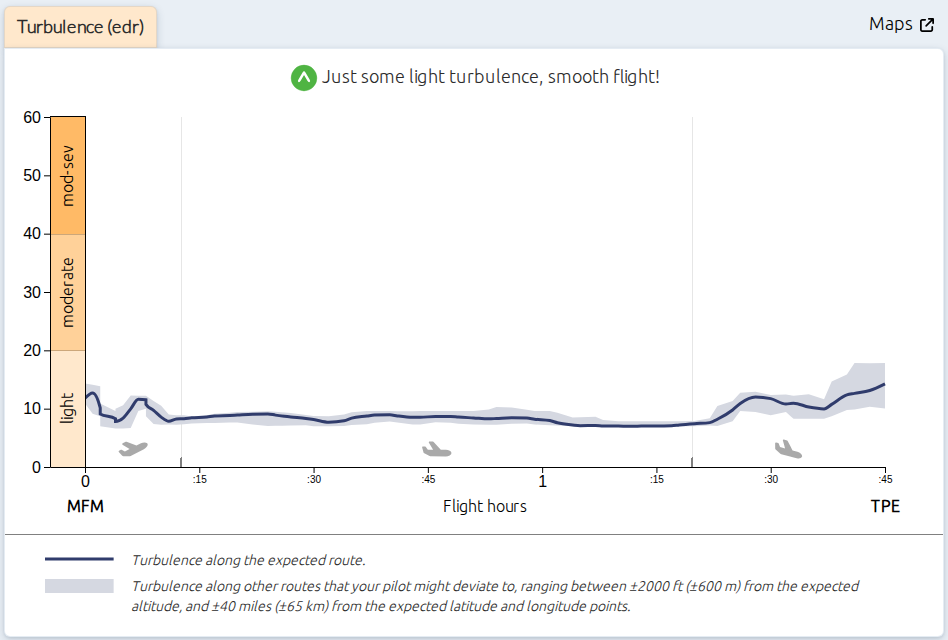 Turbulence (edr)
Maps
Just some light turbulence, smooth flight!
60
50
40
30
20
10
0
mod-sev
moderate
light
0 :15 :30 :45 1 :15 :30 :45
MFM Flight hours TPE
Turbulence along the expected route.
Turbulence along other routes that your pilot might deviate to, ranging between ±2000 ft (±600 m) from the expected
altitude, and ±40 miles (±65 km) from the expected latitude and longitude points.